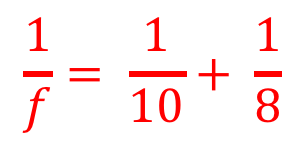 1/f = 1/10 + 1/8